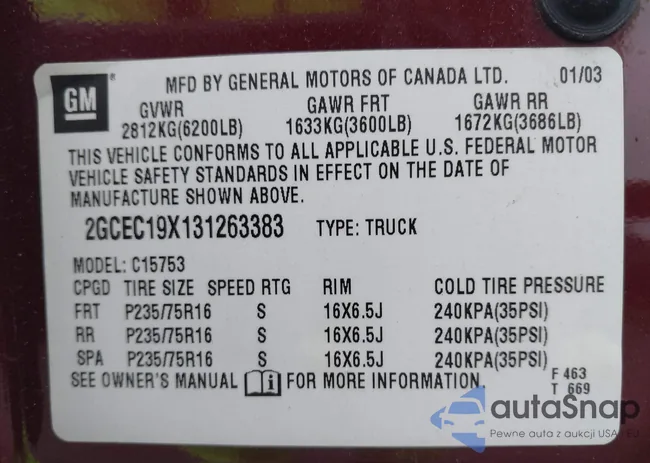 GM ® MFD BY GENERAL MOTORS OF CANADA LTD. 01/03
GVWR GAWR FRT GAWR RR
2812KG(6200LB) 1633KG(3600LB) 1672KG(3686LB)
THIS VEHICLE CONFORMS TO ALL APPLICABLE U.S. FEDERAL MOTOR
VEHICLE SAFETY STANDARDS IN EFFECT ON THE DATE OF
MANUFACTURE SHOWN ABOVE.
2GCEC19X131263383 TYPE: TRUCK
MODEL: C15753
CPGD TIRE SIZE SPEED RTG RIM COLD TIRE PRESSURE
FRT P235/75R16 S 16X6.5J 240KPA(35PSI)
RR P235/75R16 S 16X6.5J 240KPA(35PSI)
SPA P235/75R16 S 16X6.5J 240KPA(35PSI)
SEE OWNER'S MANUAL i FOR MORE INFORMATION. F 463
T 669
autaSnap
Pewne auta z aukcji USA / EU